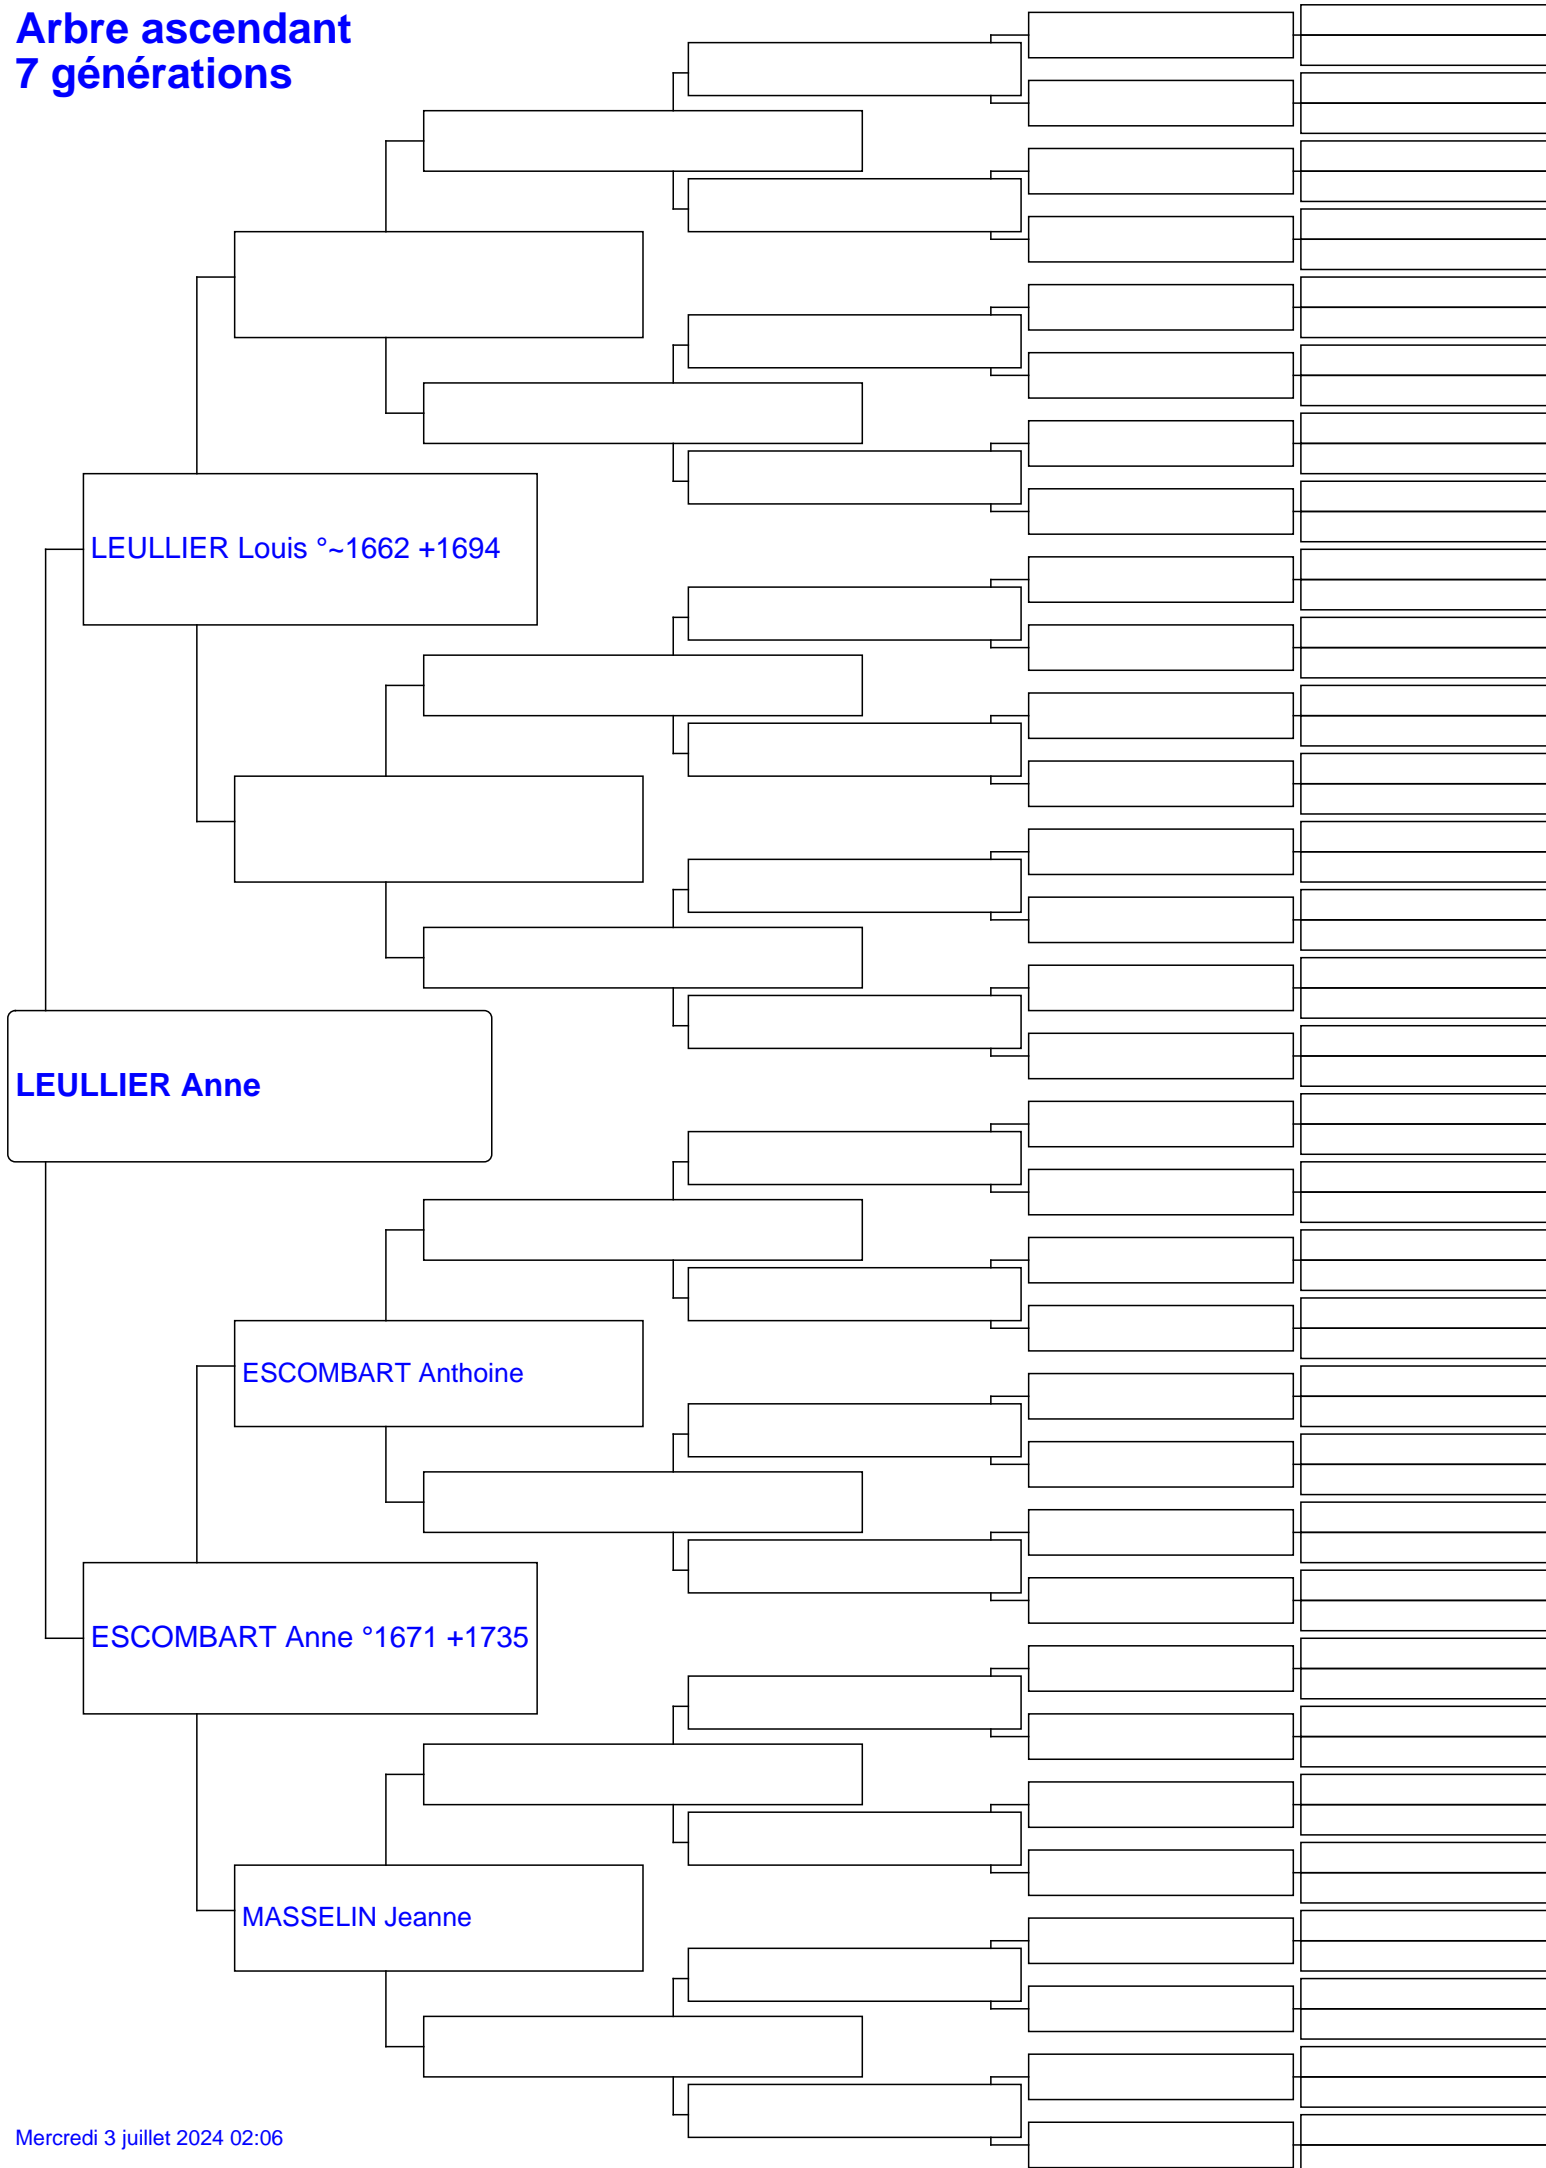 Arbre ascendant
7 générations
LEULLIER Louis °~1662 +1694
LEULLIER Anne
ESCOMBART Anthoine
ESCOMBART Anne °1671 +1735
MASSELIN Jeanne
Mercredi 3 juillet 2024 02:06